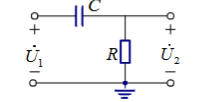 C
+ +
U̇₁ R U̇₂
− −